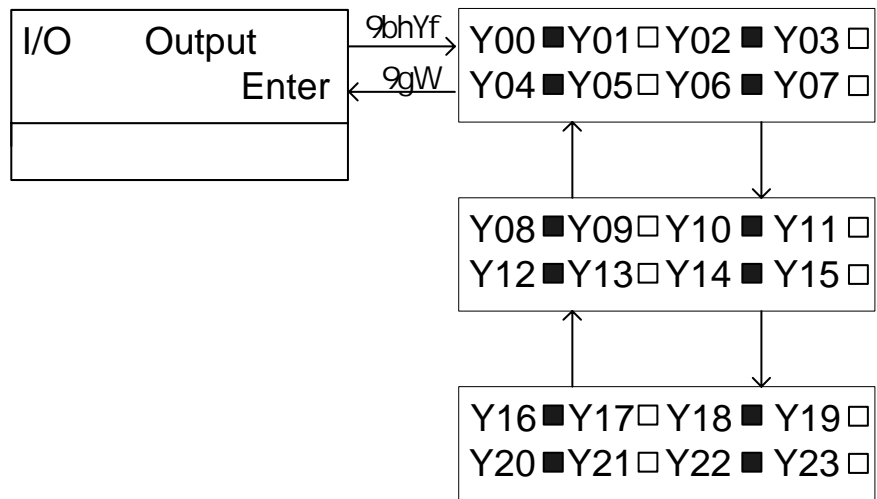 I/O Output
Enter
9bhYf
9gW
Y00 ■ Y01 □ Y02 ■ Y03 □
Y04 ■ Y05 □ Y06 ■ Y07 □
Y08 ■ Y09 □ Y10 ■ Y11 □
Y12 ■ Y13 □ Y14 ■ Y15 □
Y16 ■ Y17 □ Y18 ■ Y19 □
Y20 ■ Y21 □ Y22 ■ Y23 □